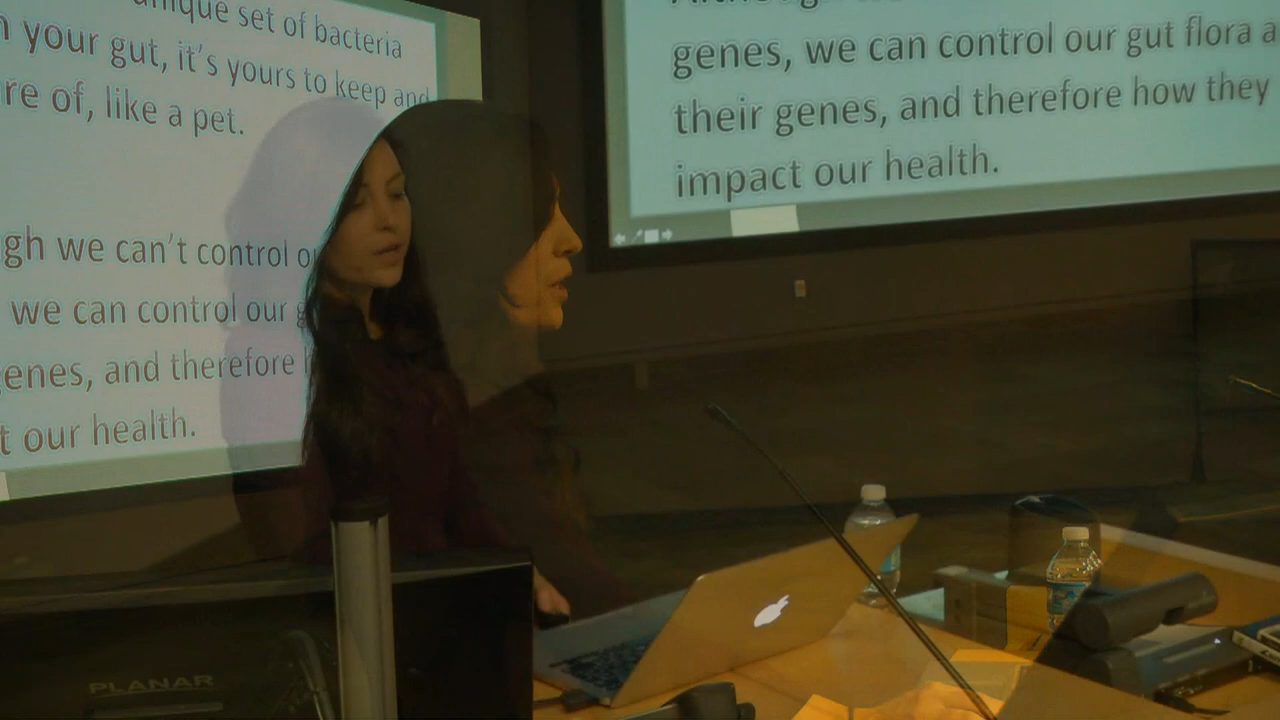 unique set of bacteria
your gut, it's yours to keep and
re of, like a pet.
gh we can't control
we can control our
enes, and therefore
t our health.
genes, we can control our gut flora a
their genes, and therefore how they
impact our health.
PLANAR